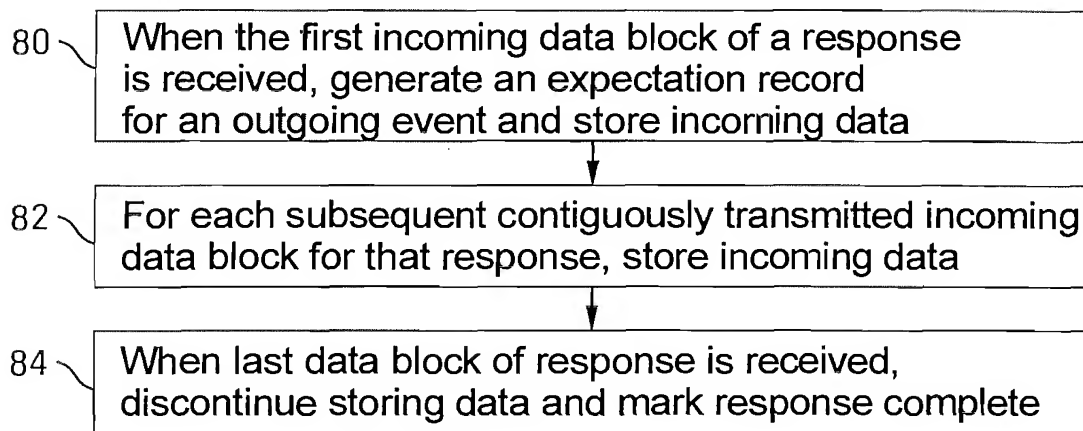 80 When the first incoming data block of a response
is received, generate an expectation record
for an outgoing event and store incoming data
82 For each subsequent contiguously transmitted incoming
data block for that response, store incoming data
84 When last data block of response is received,
discontinue storing data and mark response complete